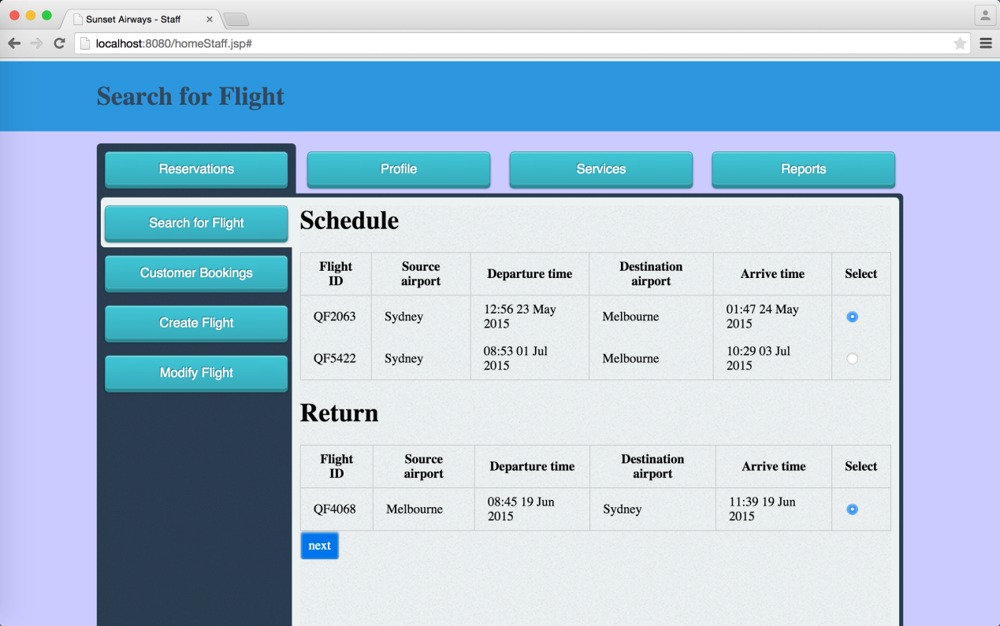 Sunset Airways - Staff
localhost:8080/homeStaff.jsp#
Search for Flight
Reservations
Profile
Services
Reports
Search for Flight
Customer Bookings
Create Flight
Modify Flight
Schedule
Flight ID Source airport Departure time Destination airport Arrive time Select
QF2063 Sydney 12:56 23 May 2015 Melbourne 01:47 24 May 2015
QF5422 Sydney 08:53 01 Jul 2015 Melbourne 10:29 03 Jul 2015
Return
Flight ID Source airport Departure time Destination airport Arrive time Select
QF4068 Melbourne 08:45 19 Jun 2015 Sydney 11:39 19 Jun 2015
next